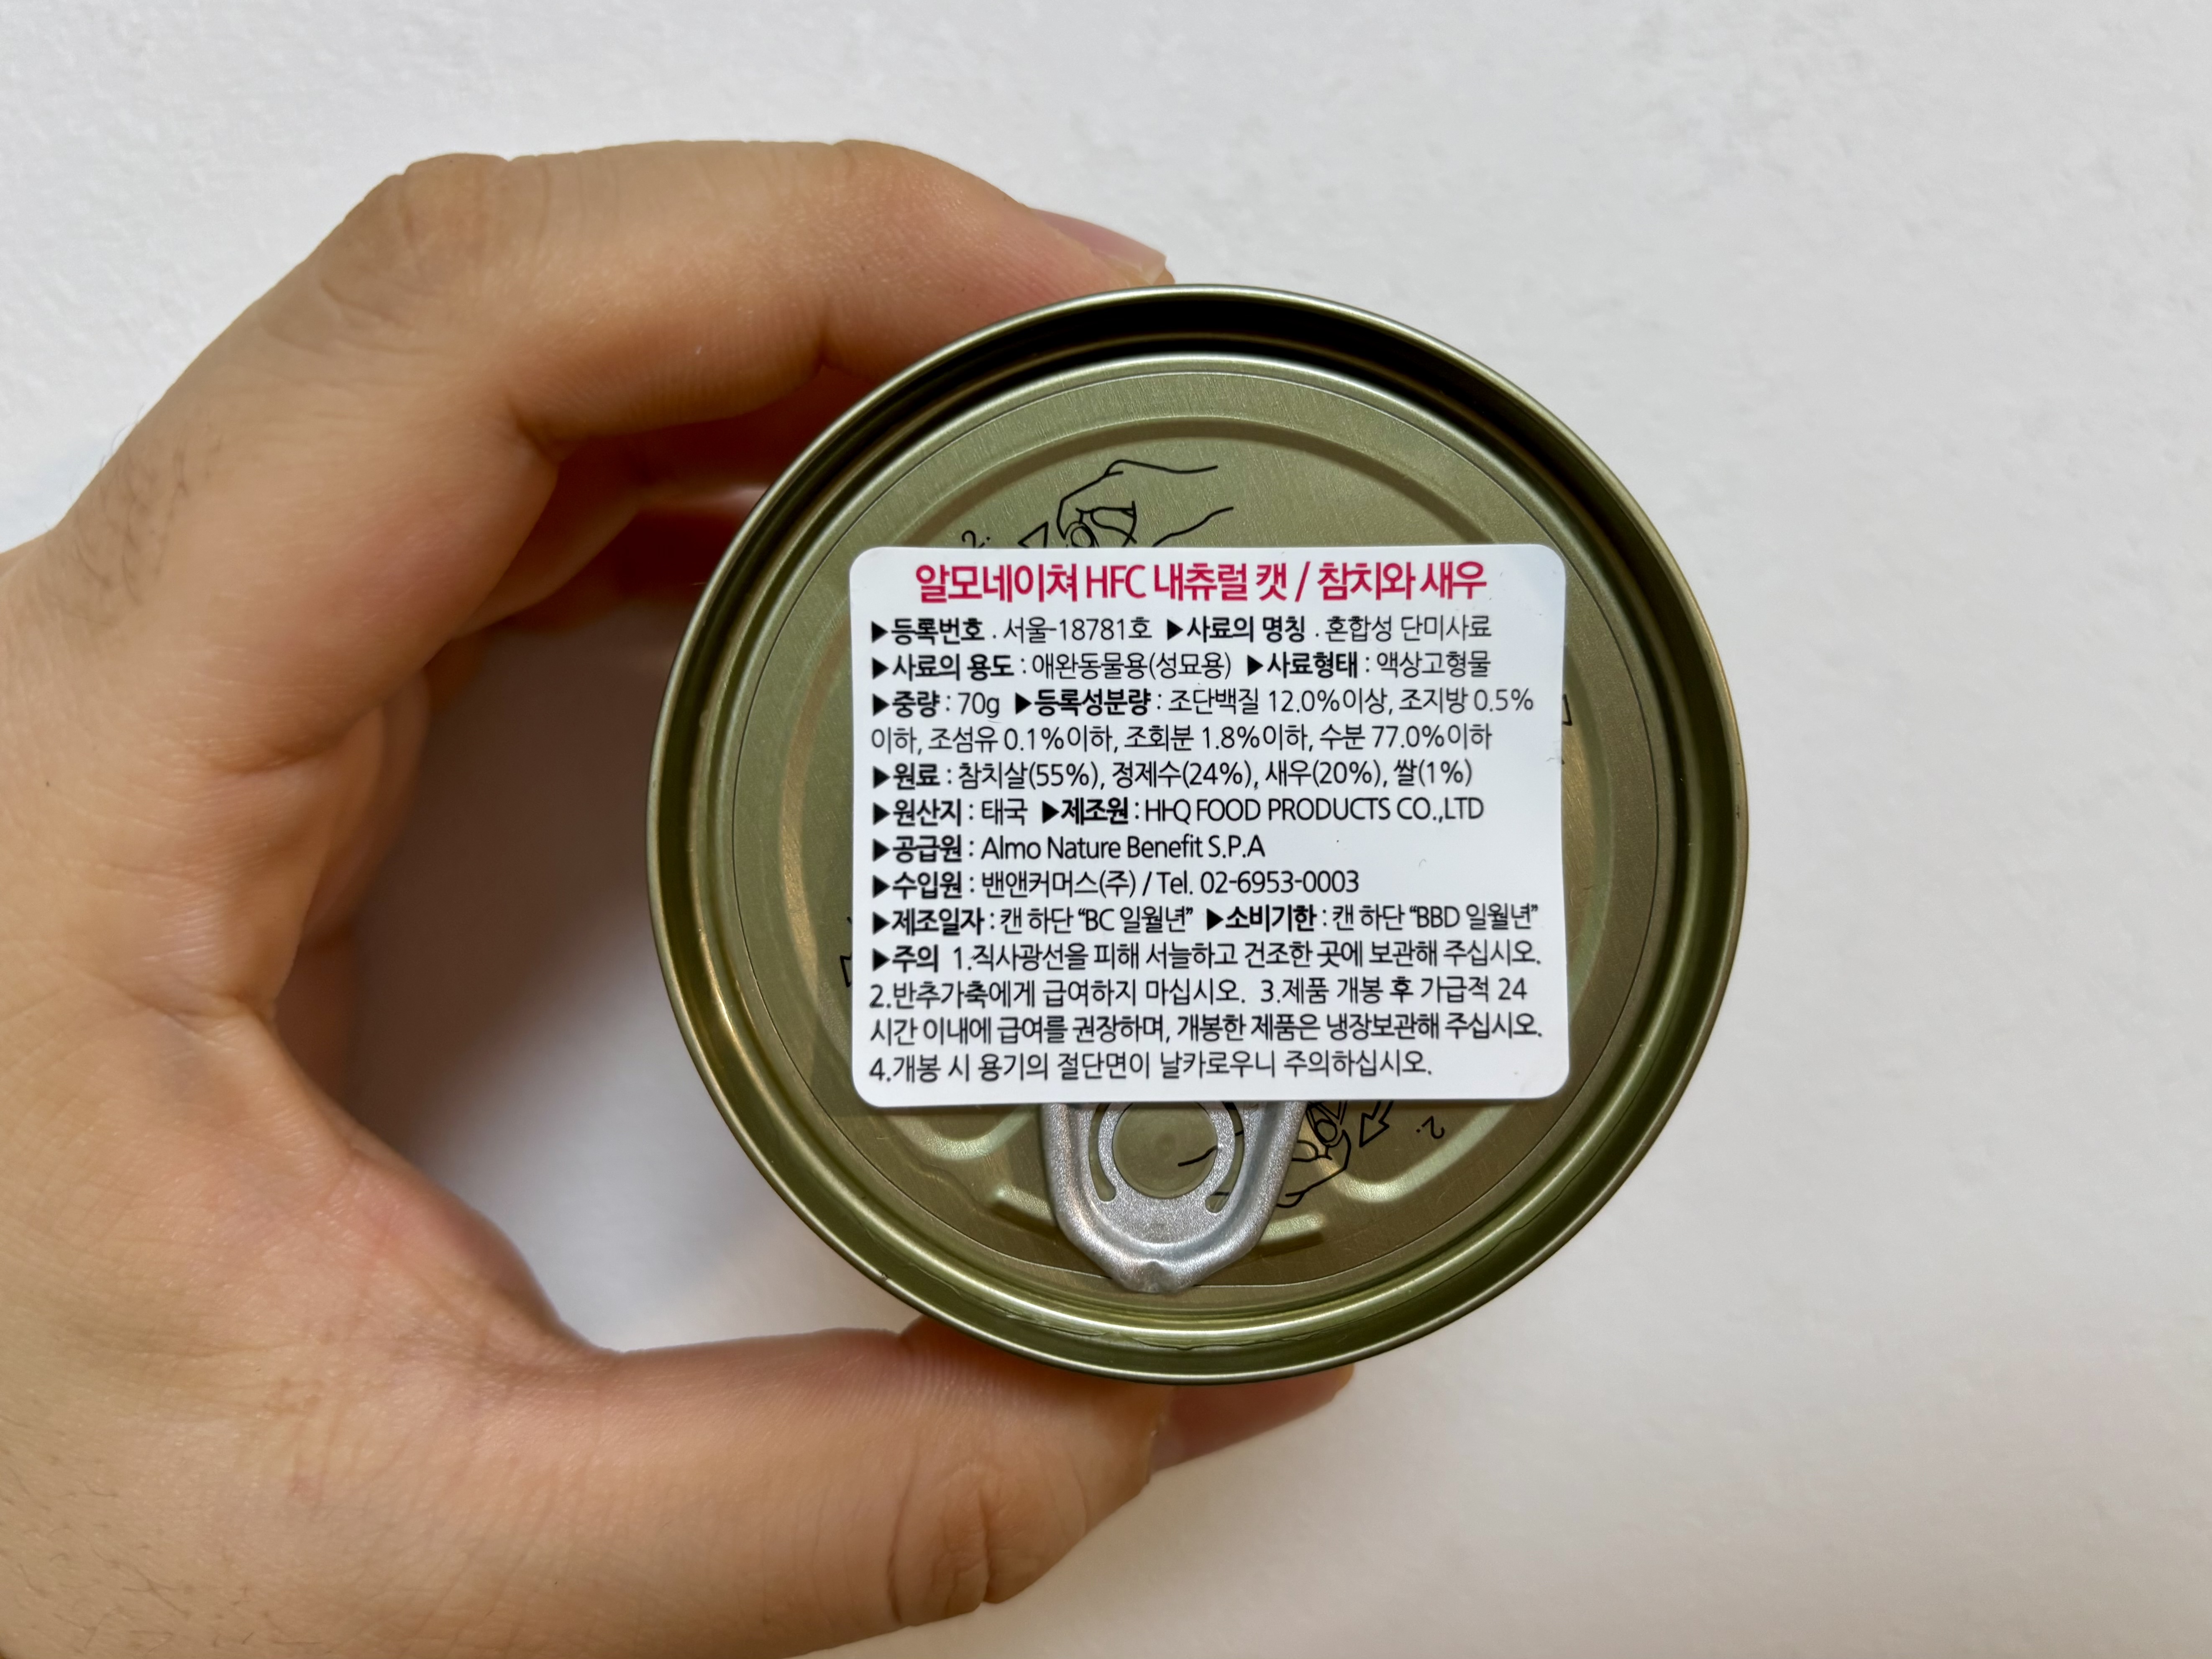 알모네이쳐 HFC 내츄럴 캣 / 참치와 새우
▶등록번호 . 서울-18781호 ▶사료의 명칭 . 혼합성 단미사료
▶사료의 용도 : 애완동물용(성묘용) ▶사료형태 : 액상고형물
▶중량 : 70g ▶등록성분량 : 조단백질 12.0%이상, 조지방 0.5%
이하, 조섬유 0.1%이하, 조회분 1.8%이하, 수분 77.0%이하
▶원료 : 참치살(55%), 정제수(24%), 새우(20%), 쌀(1%)
▶원산지 : 태국 ▶제조원 : HHQ FOOD PRODUCTS CO.,LTD
▶공급원 : Almo Nature Benefit S.P.A
▶수입원 : 밴앤커머스(주) / Tel. 02-6953-0003
▶제조일자 : 캔 하단 “BC 일월년” ▶소비기한 : 캔 하단 “BBD 일월년”
▶주의 1.직사광선을 피해 서늘하고 건조한 곳에 보관해 주십시오.
2.반추가축에게 급여하지 마십시오. 3.제품 개봉 후 가급적 24
시간 이내에 급여를 권장하며, 개봉한 제품은 냉장보관해 주십시오.
4.개봉 시 용기의 절단면이 날카로우니 주의하십시오.
2.
2.